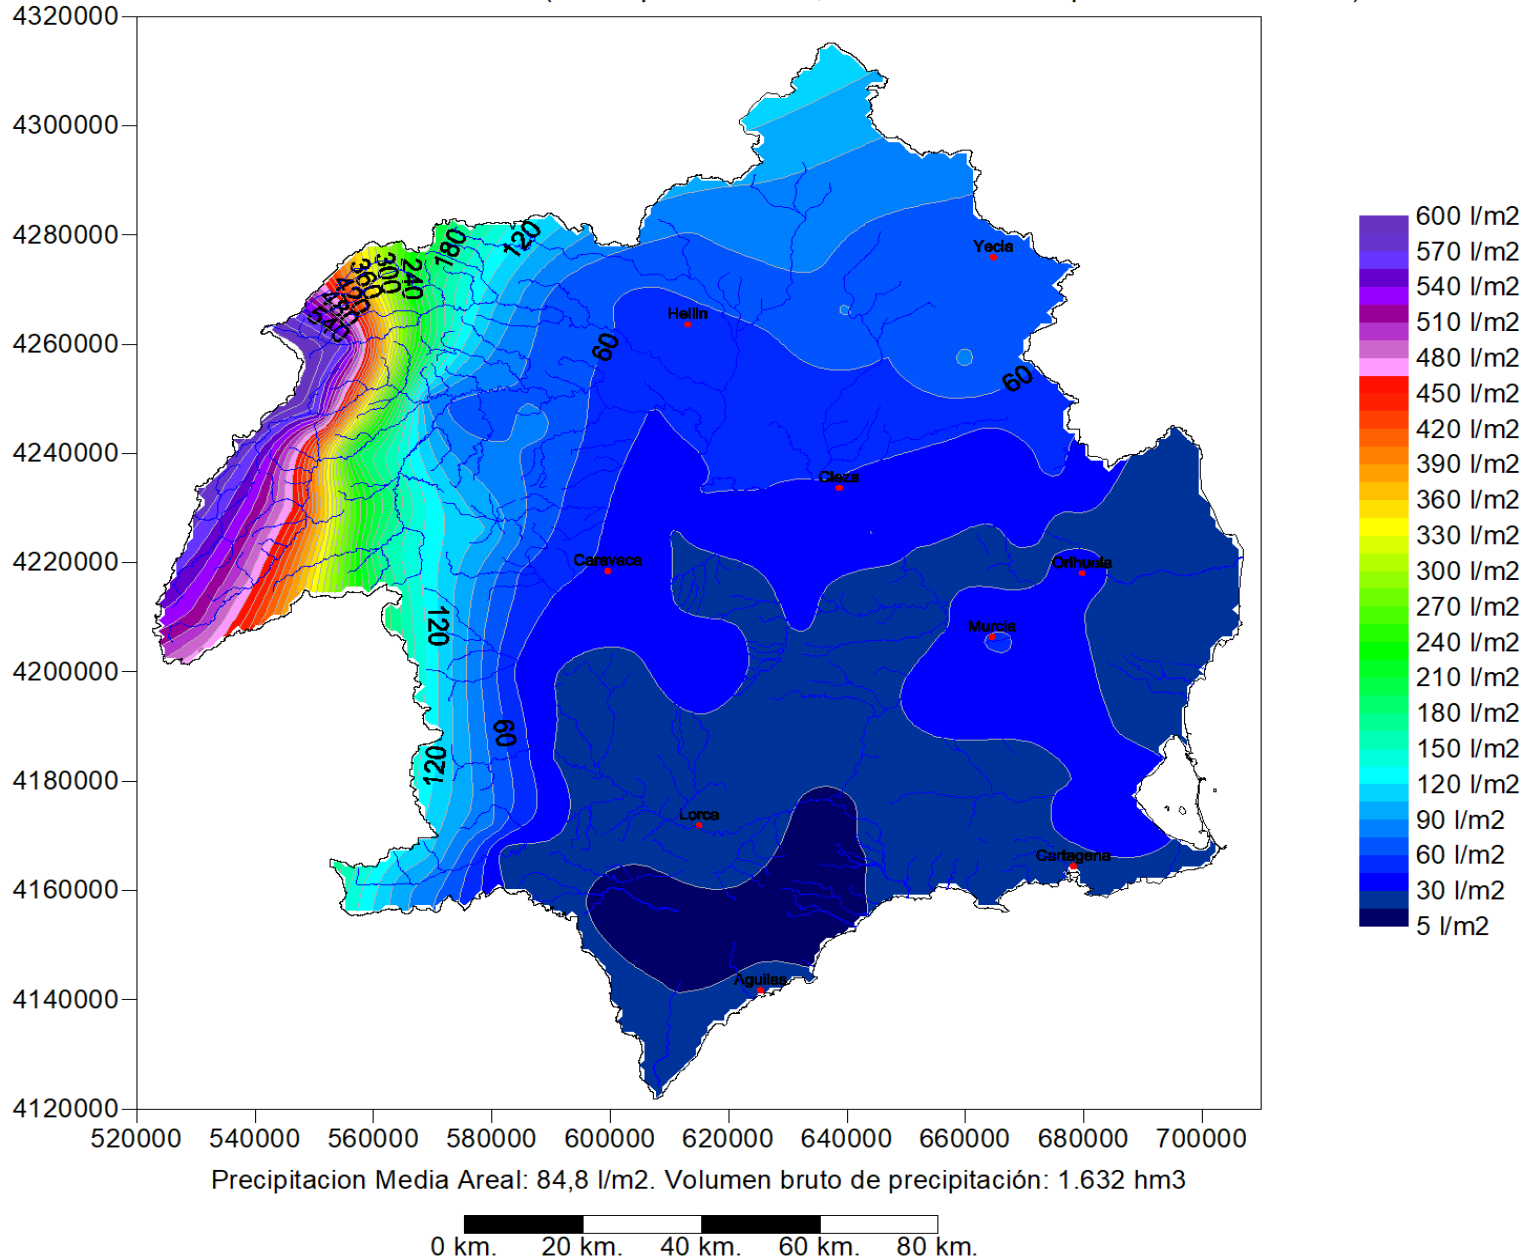 4320000
4300000
4280000
4260000
4240000
4220000
4200000
4180000
4160000
4140000
4120000
520000 540000 560000 580000 600000 620000 640000 660000 680000 700000
180
120
240
300
360
420
480
540
60
60
120
60
120
Yecla
Hellin
Cieza
Caravaca
Orihuela
Murcia
Lorca
Cartagena
Aguilas
600 l/m2
570 l/m2
540 l/m2
510 l/m2
480 l/m2
450 l/m2
420 l/m2
390 l/m2
360 l/m2
330 l/m2
300 l/m2
270 l/m2
240 l/m2
210 l/m2
180 l/m2
150 l/m2
120 l/m2
90 l/m2
60 l/m2
30 l/m2
5 l/m2
Precipitacion Media Areal: 84,8 l/m2. Volumen bruto de precipitación: 1.632 hm3
0 km. 20 km. 40 km. 60 km. 80 km.